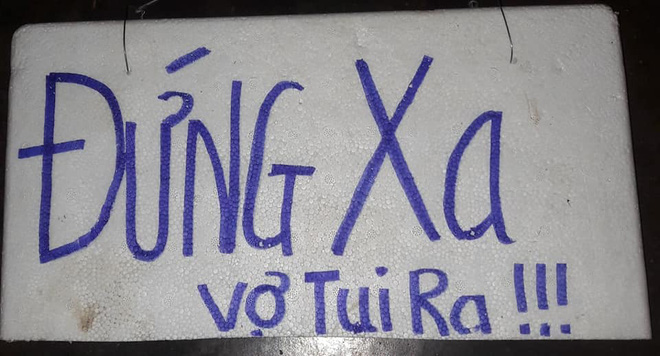 ĐỨNG Xa
vợ Tui Ra !!!